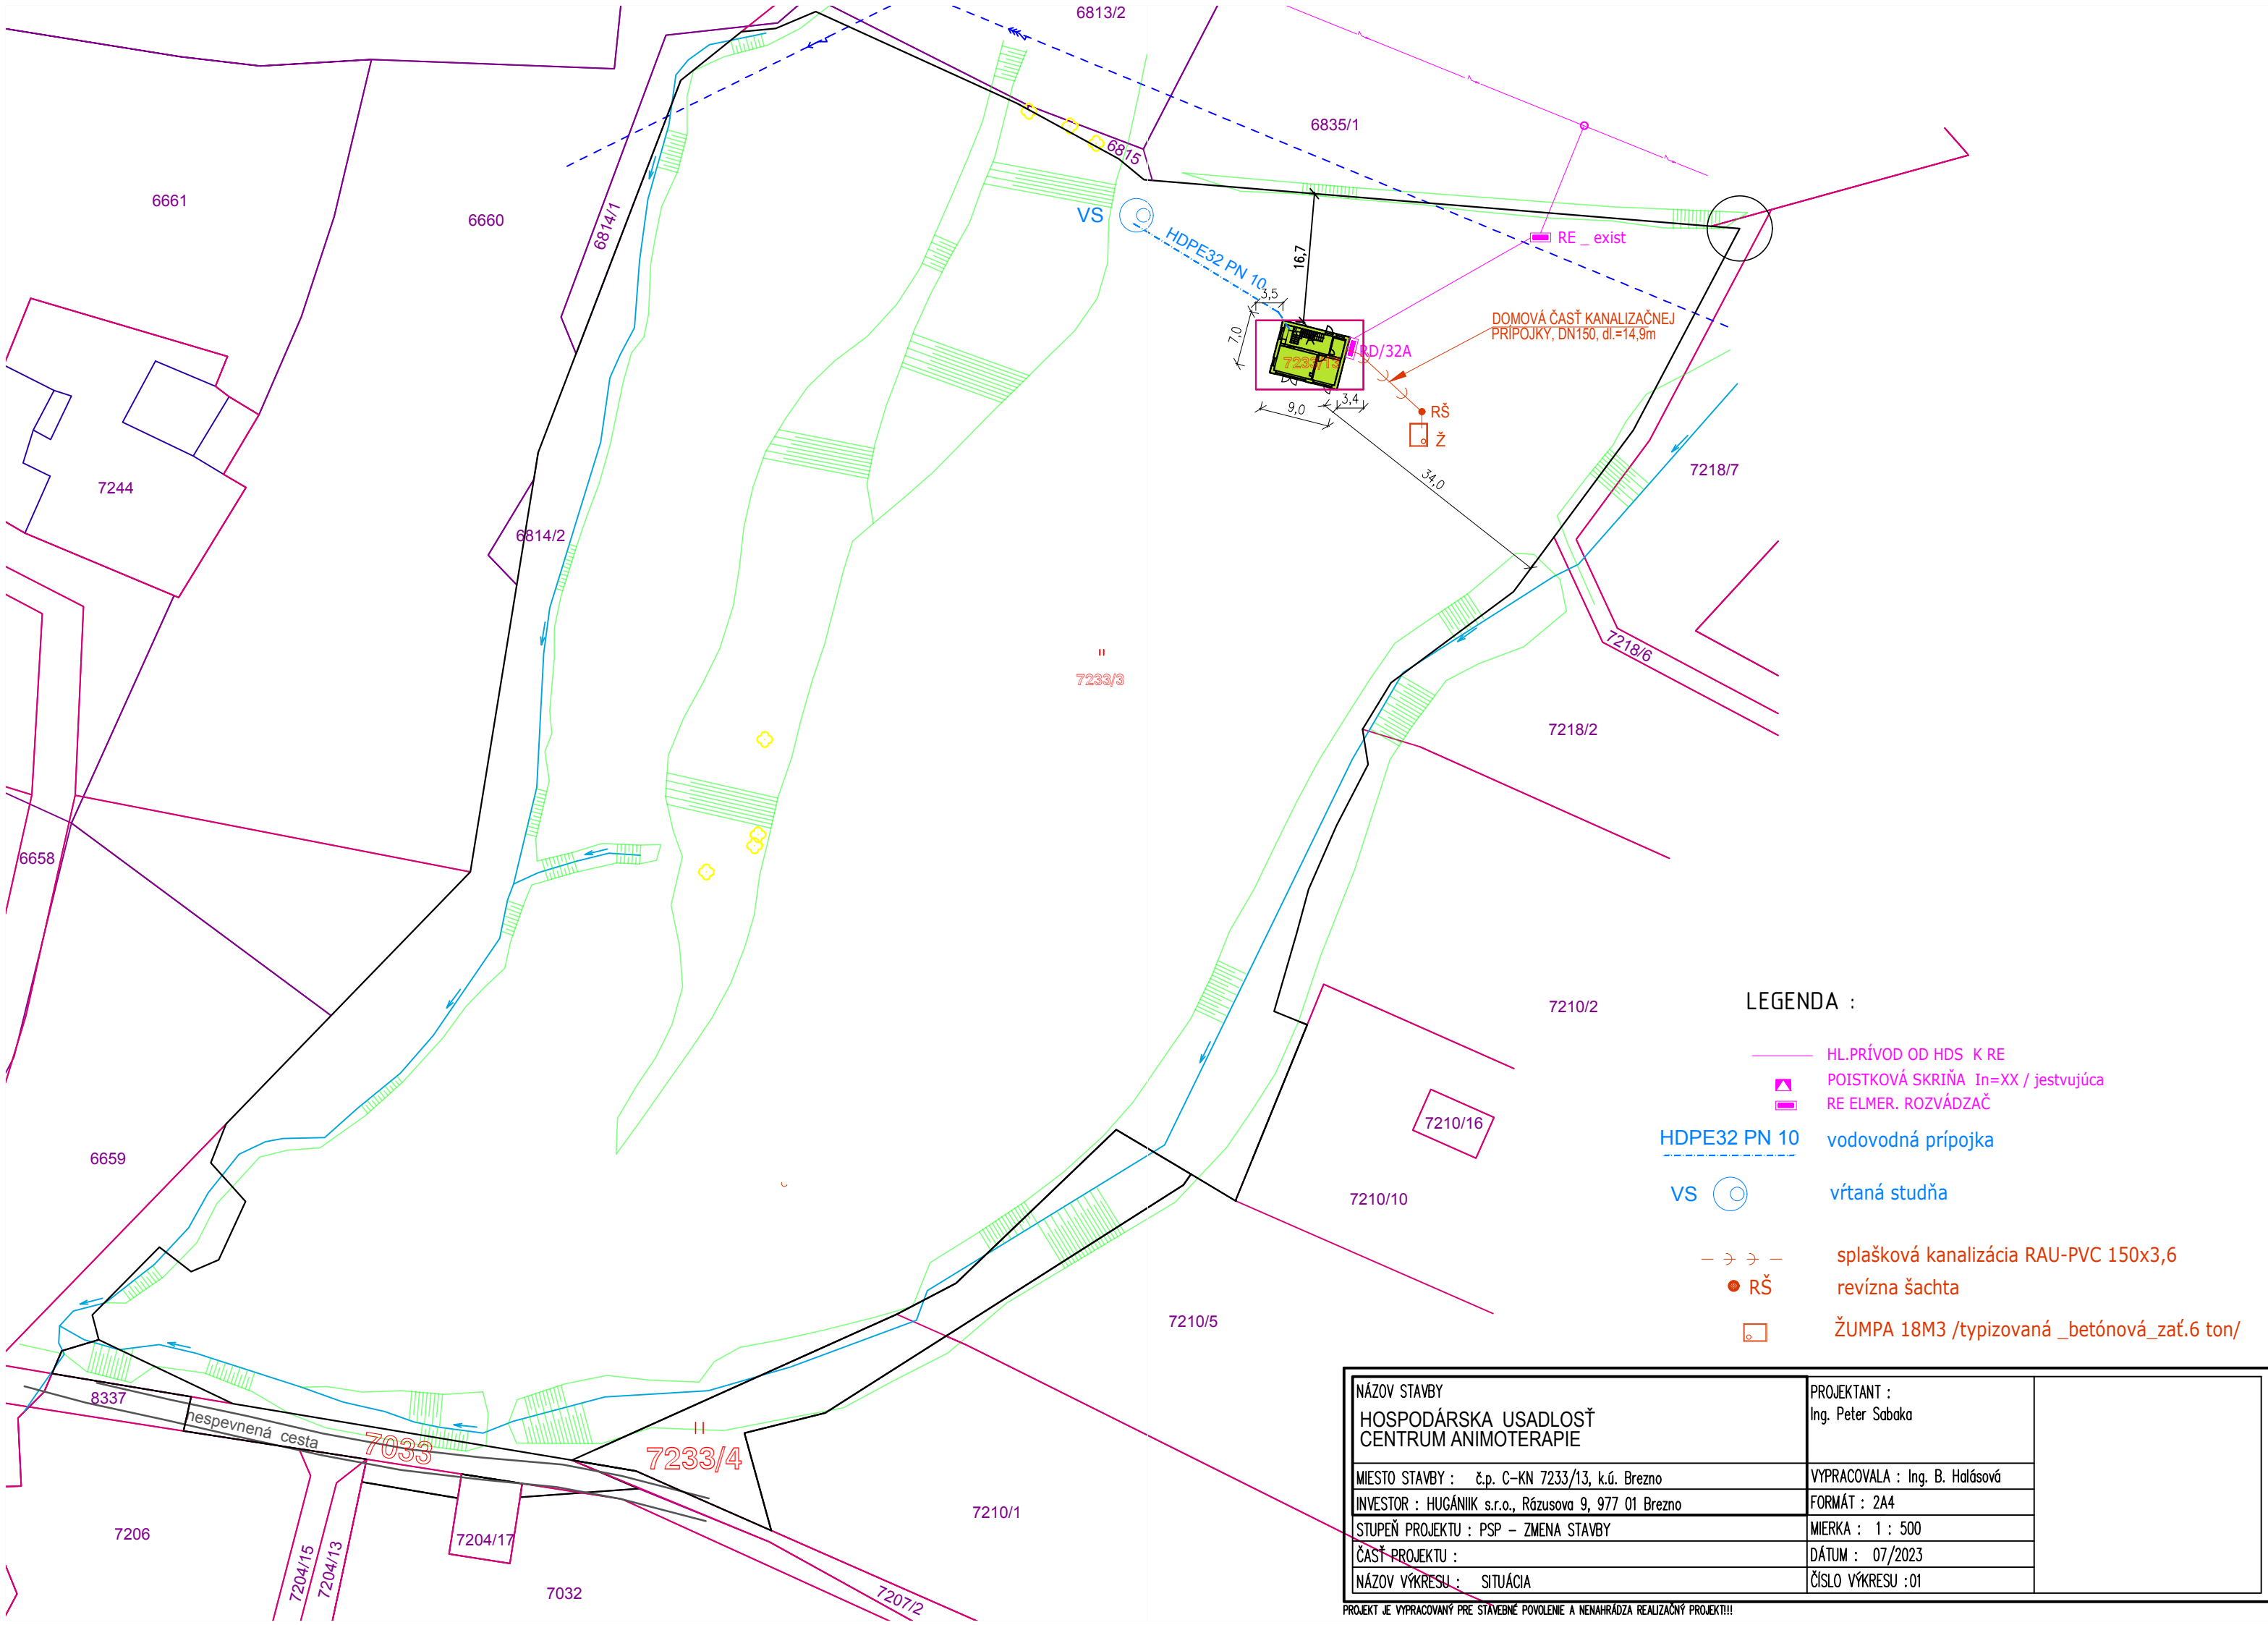 6813/2
6835/1
6815
6661
6660
6814/1
VS
HDPE32 PN 10
16,7
RE _ exist
3,5
7,0
DOMOVÁ ČASŤ KANALIZAČNEJ
PRÍPOJKY, DN150, dl.=14,9m
RD/32A
7233/13
9,0
3,4
RŠ
Ž
34,0
7218/7
7244
6814/2
7218/6
II
7233/3
7218/2
6658
7210/2
LEGENDA :
HL.PRÍVOD OD HDS K RE
POISTKOVÁ SKRIŇA In=XX / jestvujúca
RE ELMER. ROZVÁDZAČ
HDPE32 PN 10 vodovodná prípojka
VS vŕtaná studňa
splašková kanalizácia RAU-PVC 150x3,6
RŠ revízna šachta
ŽUMPA 18M3 /typizovaná _betónová_zať.6 ton/
7210/16
6659
7210/10
7210/5
8337
nespevnená cesta
7033
II
7233/4
7210/1
7206
7204/15
7204/13
7204/17
7032
7207/2
NÁZOV STAVBY
HOSPODÁRSKA USADLOSŤ
CENTRUM ANIMOTERAPIE
PROJEKTANT :
Ing. Peter Sabaka
MIESTO STAVBY : č.p. C-KN 7233/13, k.ú. Brezno
VYPRACOVALA : Ing. B. Halásová
INVESTOR : HUGÁNIIK s.r.o., Rázusova 9, 977 01 Brezno
FORMÁT : 2A4
STUPEŇ PROJEKTU : PSP - ZMENA STAVBY
MIERKA : 1 : 500
ČASŤ PROJEKTU :
DÁTUM : 07/2023
NÁZOV VÝKRESU : SITUÁCIA
ČÍSLO VÝKRESU :01
PROJEKT JE VYPRACOVANÝ PRE STAVEBNÉ POVOLENIE A NENAHRÁDZA REALIZAČNÝ PROJEKT!!!